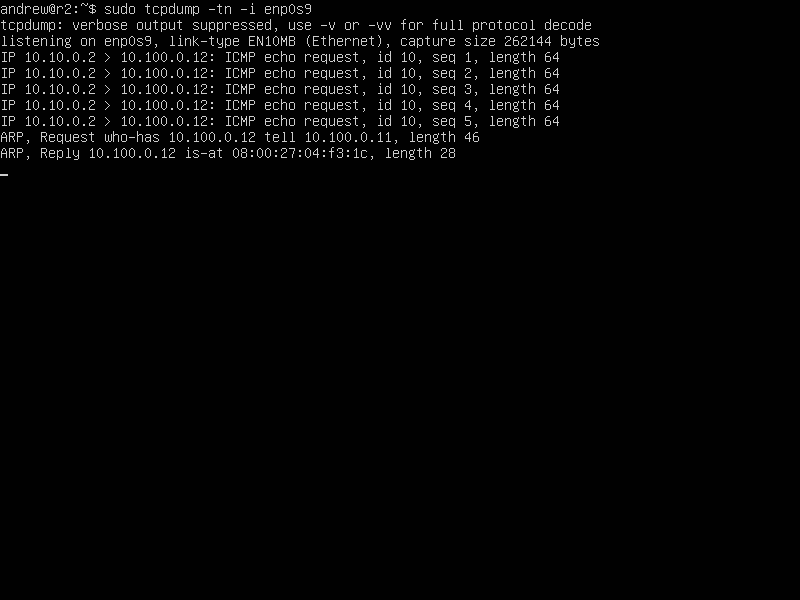 andrew@r2:~$ sudo tcpdump -tn -i enp0s9
tcpdump: verbose output suppressed, use -v or -vv for full protocol decode
listening on enp0s9, link-type EN10MB (Ethernet), capture size 262144 bytes
IP 10.10.0.2 > 10.100.0.12: ICMP echo request, id 10, seq 1, length 64
IP 10.10.0.2 > 10.100.0.12: ICMP echo request, id 10, seq 2, length 64
IP 10.10.0.2 > 10.100.0.12: ICMP echo request, id 10, seq 3, length 64
IP 10.10.0.2 > 10.100.0.12: ICMP echo request, id 10, seq 4, length 64
IP 10.10.0.2 > 10.100.0.12: ICMP echo request, id 10, seq 5, length 64
ARP, Request who-has 10.100.0.12 tell 10.100.0.11, length 46
ARP, Reply 10.100.0.12 is-at 08:00:27:04:f3:1c, length 28